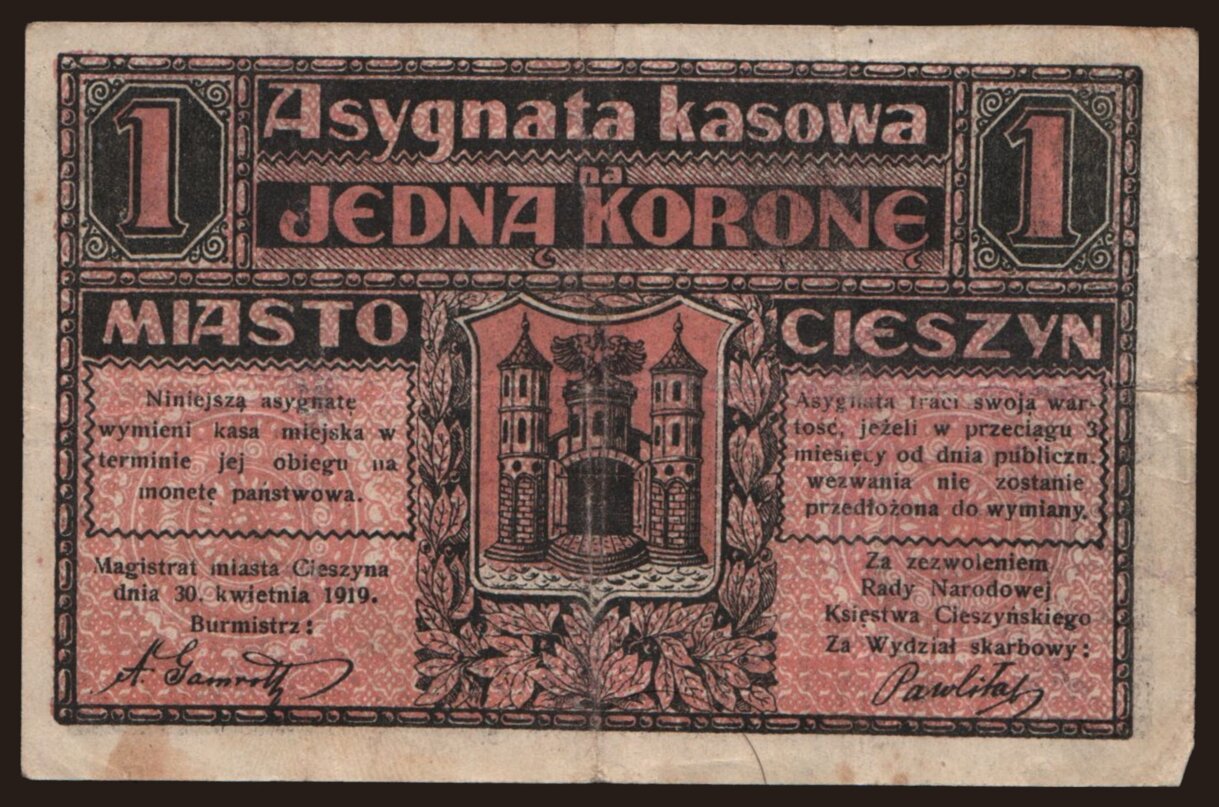 1
Asygnata kasowa
na
JEDNĄ KORONĘ
1
MIASTO
CIESZYN
Niniejszą asygnatę
wymieni kasa miejska w
terminie jej obiegu na
monetę państwową.
Magistrat miasta Cieszyna
dnia 30. kwietnia 1919.
Burmistrz:
A. Gamroth
Asygnata traci swoją war-
tość, jeżeli w przeciągu 3
miesięcy od dnia publiczn.
wezwania nie zostanie
przedłożona do wymiany.
Za zezwoleniem
Rady Narodowej
Księstwa Cieszyńskiego
Za Wydział skarbowy: